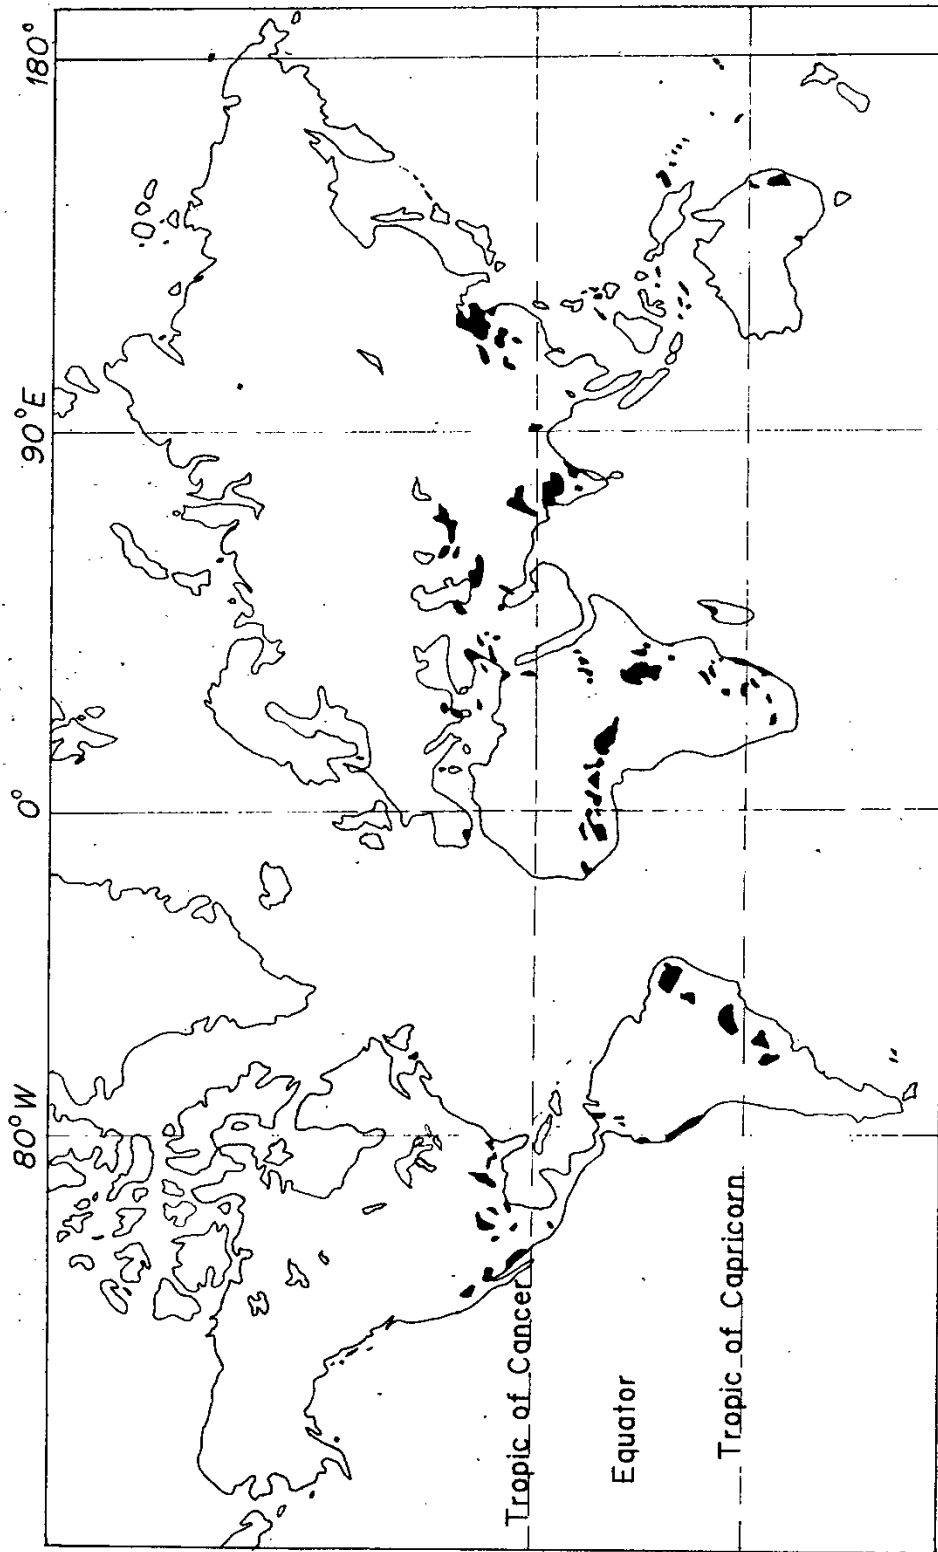 80°W
0°
90°E
180°
Tropic of Cancer
Equator
Tropic of Capricorn